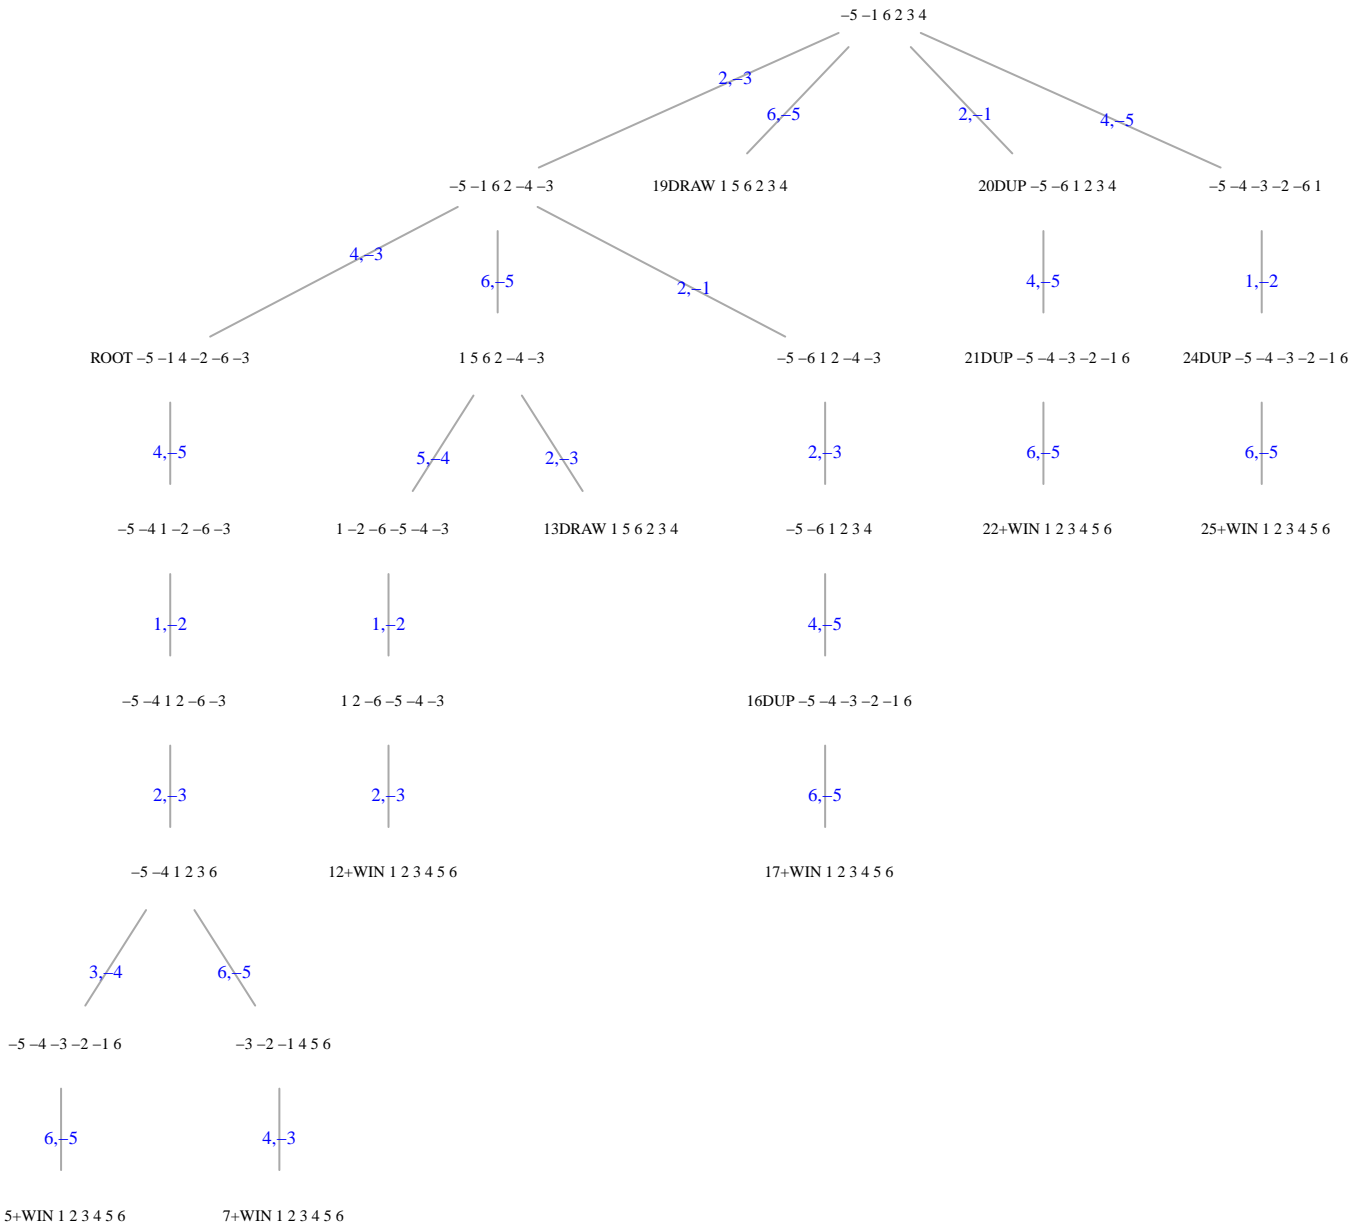 –5 –1 6 2 3 4
2,–3
6,–5
2,–1
4,–5
–5 –1 6 2 –4 –3
19DRAW 1 5 6 2 3 4
20DUP –5 –6 1 2 3 4
–5 –4 –3 –2 –6 1
4,–3
6,–5
2,–1
4,–5
1,–2
ROOT –5 –1 4 –2 –6 –3
1 5 6 2 –4 –3
–5 –6 1 2 –4 –3
21DUP –5 –4 –3 –2 –1 6
24DUP –5 –4 –3 –2 –1 6
4,–5
5,–4
2,–3
2,–3
6,–5
6,–5
–5 –4 1 –2 –6 –3
1 –2 –6 –5 –4 –3
13DRAW 1 5 6 2 3 4
–5 –6 1 2 3 4
22+WIN 1 2 3 4 5 6
25+WIN 1 2 3 4 5 6
1,–2
1,–2
4,–5
–5 –4 1 2 –6 –3
1 2 –6 –5 –4 –3
16DUP –5 –4 –3 –2 –1 6
2,–3
2,–3
6,–5
–5 –4 1 2 3 6
12+WIN 1 2 3 4 5 6
17+WIN 1 2 3 4 5 6
3,–4
6,–5
–5 –4 –3 –2 –1 6
–3 –2 –1 4 5 6
6,–5
4,–3
5+WIN 1 2 3 4 5 6
7+WIN 1 2 3 4 5 6